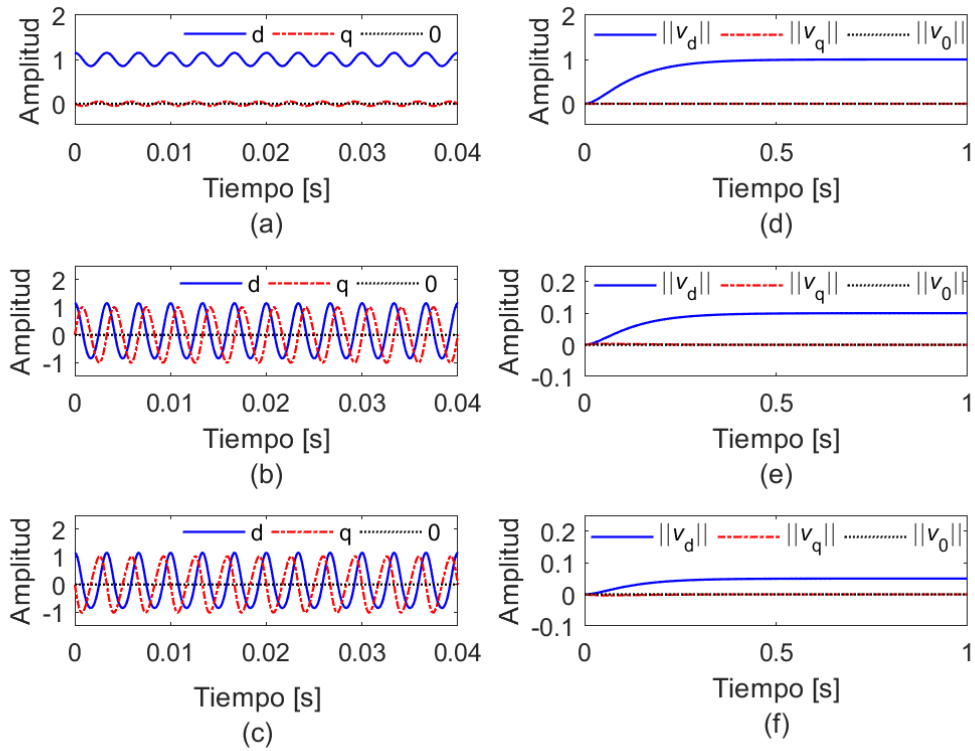 Amplitud
2
1
0
d q 0
0 0.01 0.02 0.03 0.04
Tiempo [s]
(a)
Amplitud
2
1
0
||v_d|| ||v_q|| ||v_0||
0 0.5 1
Tiempo [s]
(d)
Amplitud
2
1
0
-1
d q 0
0 0.01 0.02 0.03 0.04
Tiempo [s]
(b)
Amplitud
0.2
0.1
0
-0.1
||v_d|| ||v_q|| ||v_0||
0 0.5 1
Tiempo [s]
(e)
Amplitud
2
1
0
-1
d q 0
0 0.01 0.02 0.03 0.04
Tiempo [s]
(c)
Amplitud
0.2
0.1
0
-0.1
||v_d|| ||v_q|| ||v_0||
0 0.5 1
Tiempo [s]
(f)